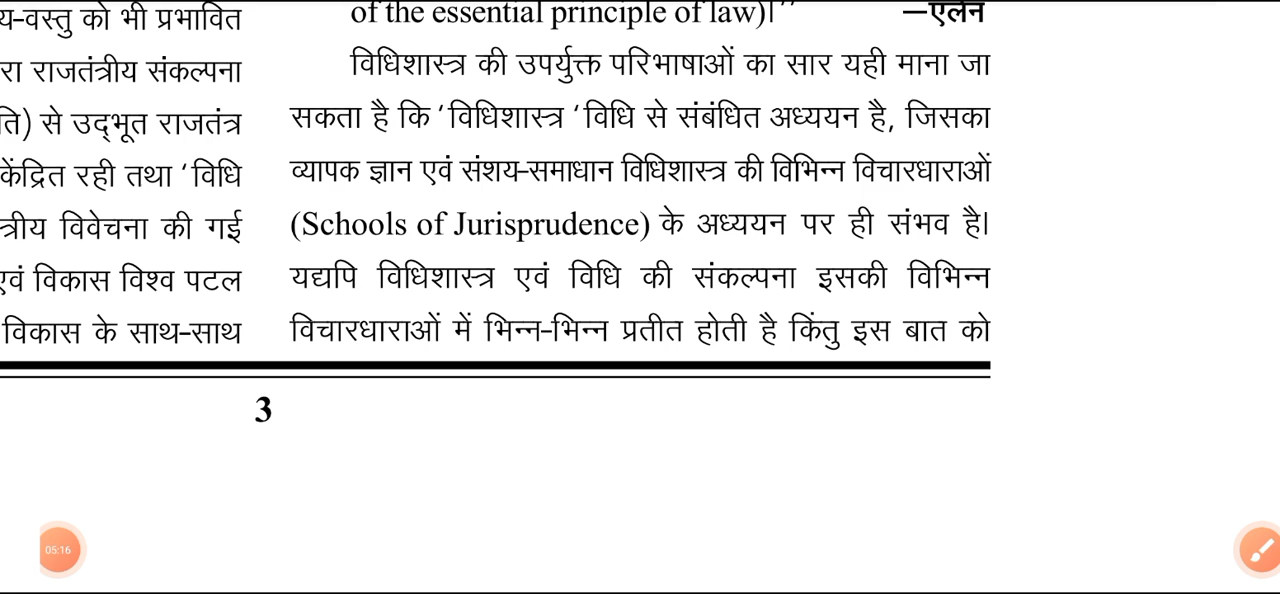 य-वस्तु को भी प्रभावित
रा राजतंत्रीय संकल्पना
ति) से उद्भूत राजतंत्र
केंद्रित रही तथा ‘विधि
स्त्रीय विवेचना की गई
एवं विकास विश्व पटल
विकास के साथ-साथ
of the essential principle of law)।’’ —एलेन
विधिशास्त्र की उपर्युक्त परिभाषाओं का सार यही माना जा
सकता है कि ‘विधिशास्त्र ‘विधि से संबंधित अध्ययन है, जिसका
व्यापक ज्ञान एवं संशय-समाधान विधिशास्त्र की विभिन्न विचारधाराओं
(Schools of Jurisprudence) के अध्ययन पर ही संभव है।
यद्यपि विधिशास्त्र एवं विधि की संकल्पना इसकी विभिन्न
विचारधाराओं में भिन्न-भिन्न प्रतीत होती है किंतु इस बात को
3
05:16